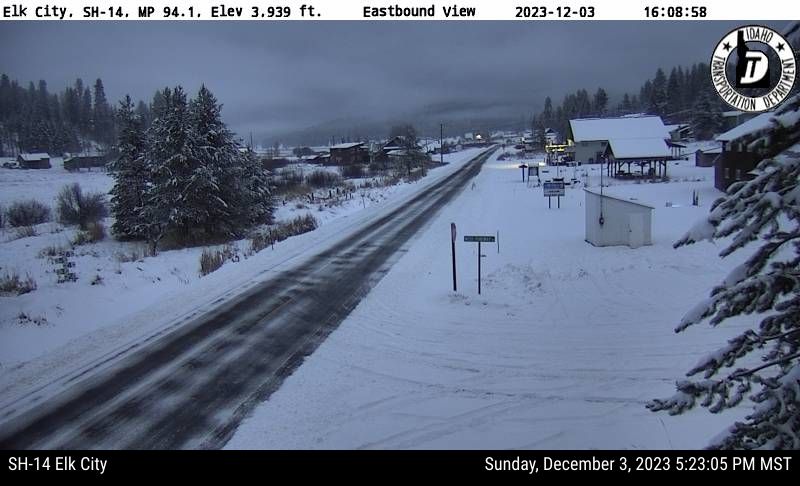 Elk City, SH-14, MP 94.1, Elev 3,939 ft. Eastbound View 2023-12-03 16:08:58
IDAHO
TRANSPORTATION DEPARTMENT
SH-14 Elk City Sunday, December 3, 2023 5:23:05 PM MST